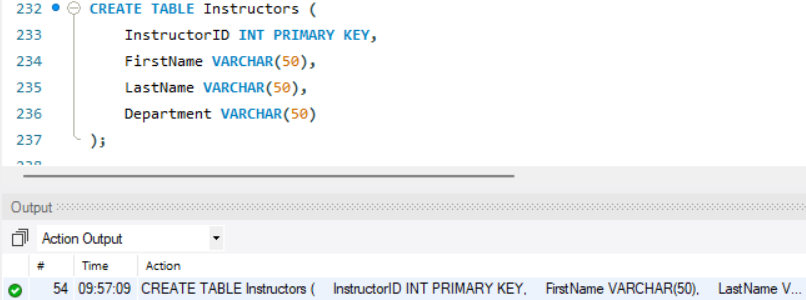 232 CREATE TABLE Instructors (
233 InstructorID INT PRIMARY KEY,
234 FirstName VARCHAR(50),
235 LastName VARCHAR(50),
236 Department VARCHAR(50)
237 );
Output
Action Output
# Time Action
54 09:57:09 CREATE TABLE Instructors ( InstructorID INT PRIMARY KEY, FirstName VARCHAR(50), LastName V...